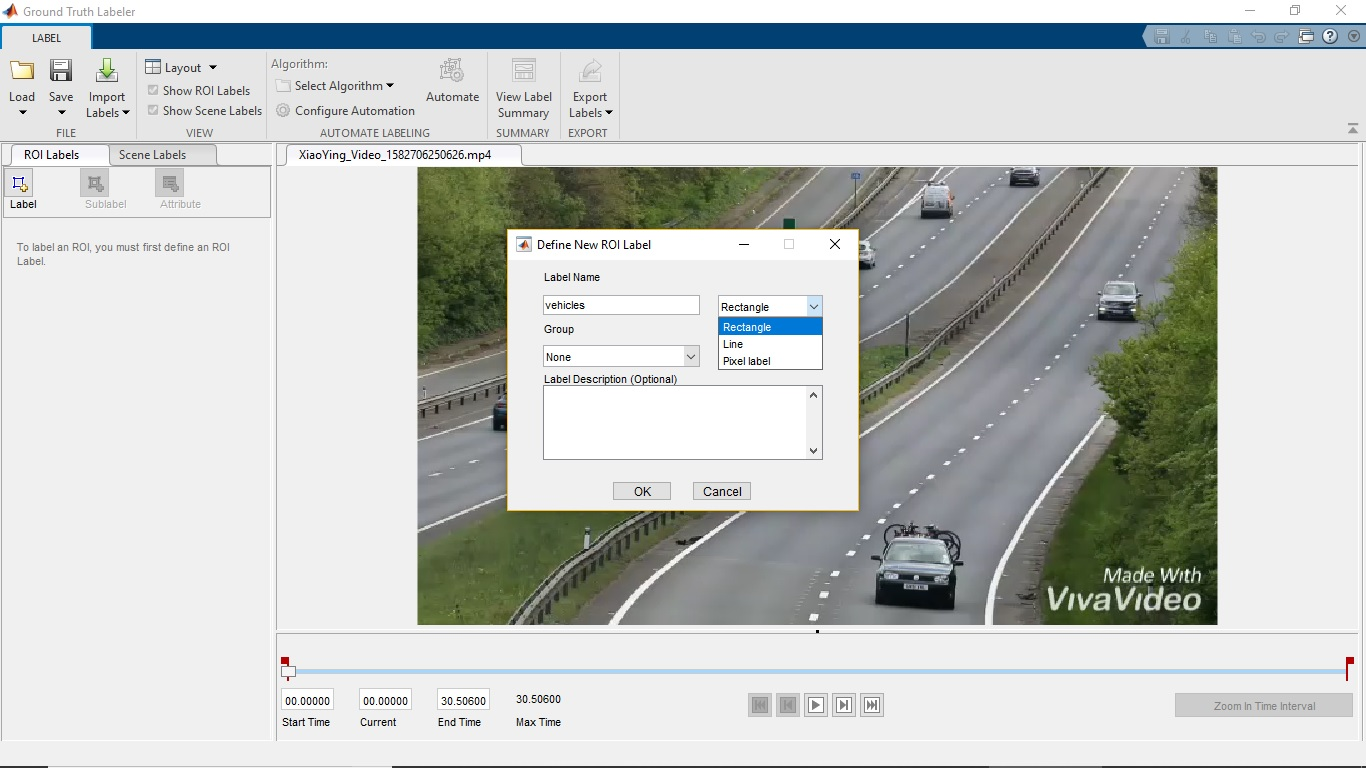 Ground Truth Labeler
LABEL
Load
Save
Import
Labels
FILE
Layout
Show ROI Labels
Show Scene Labels
VIEW
Algorithm:
Select Algorithm
Configure Automation
Automate
AUTOMATE LABELING
View Label
Summary
SUMMARY
Export
Labels
EXPORT
ROI Labels
Scene Labels
Label
Sublabel
Attribute
To label an ROI, you must first define an ROI
Label.
XiaoYing_Video_1582706250626.mp4
Define New ROI Label
Label Name
vehicles
Rectangle
Rectangle
Line
Pixel label
Group
None
Label Description (Optional)
OK
Cancel
Made With
VivaVideo
00.00000
00.00000
30.50600
30.50600
Start Time
Current
End Time
Max Time
Zoom In Time Interval